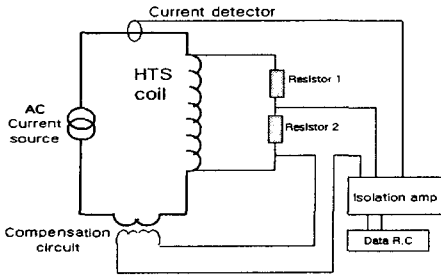 Current detector
HTS
coil
Resistor 1
AC
Current
source
Resistor 2
Isolation amp
Compensation
circuit
Data R.C